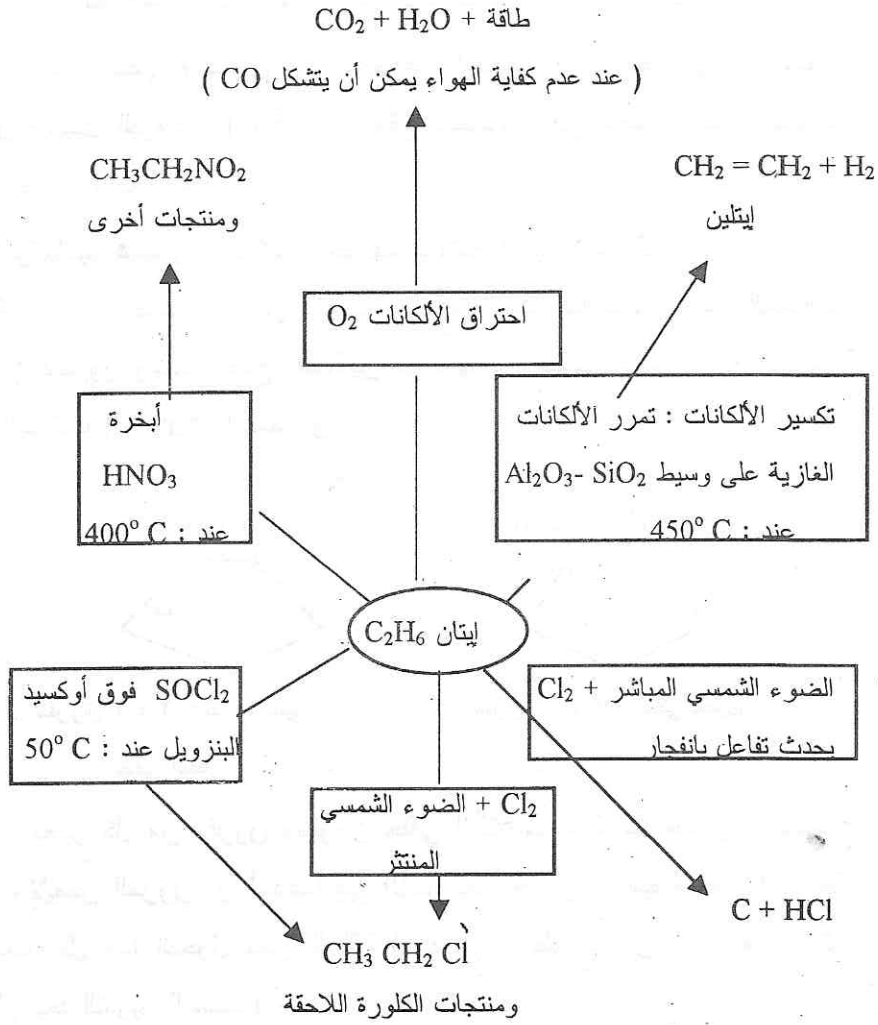 CO₂ + H₂O + طاقة
( عند عدم كفاية الهواء يمكن أن يتشكل CO )
CH₃CH₂NO₂
ومنتجات أخرى
CH₂ = CH₂ + H₂
إيتلين
احتراق الألكانات O₂
أبخرة
HNO₃
عند : 400° C
تكسير الألكانات : تمرر الألكانات
الغازية على وسيط Al₂O₃- SiO₂
عند : 450° C
إيتان C₂H₆
SOCl₂ فوق أوكسيد
البنزويل عند : 50° C
الضوء الشمسي المباشر + Cl₂
يحدث تفاعل بانفجار
Cl₂ + الضوء الشمسي
المنتثر
C + HCl
CH₃ CH₂ Cl
ومنتجات الكلورة اللاحقة